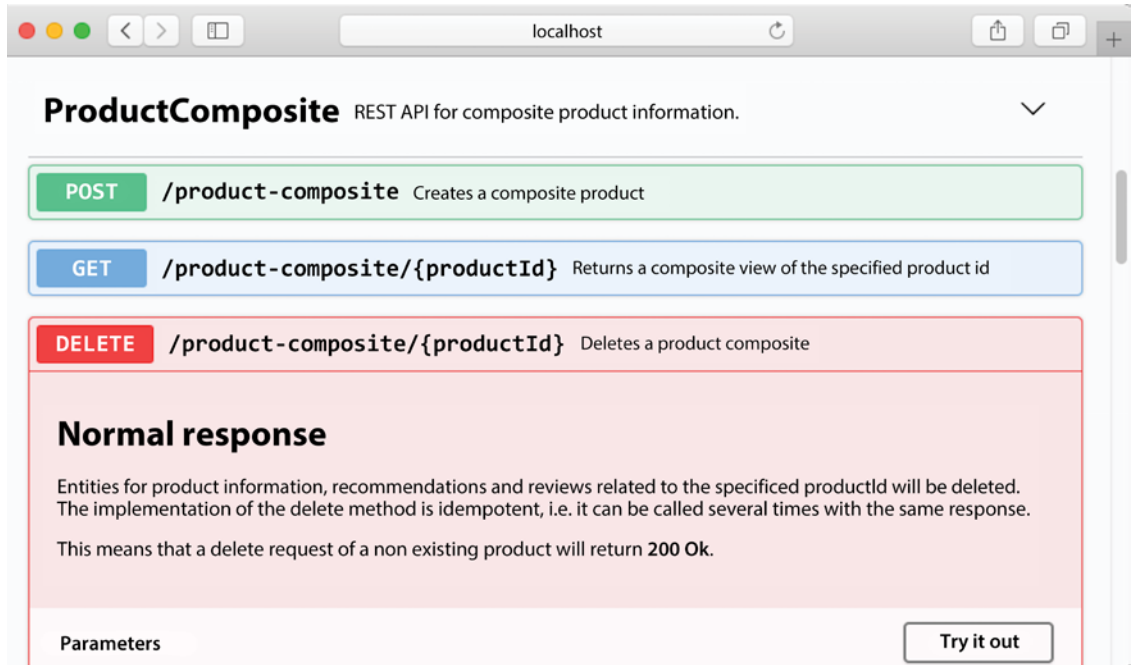 localhost
ProductComposite REST API for composite product information.
POST /product-composite Creates a composite product
GET /product-composite/{productId} Returns a composite view of the specified product id
DELETE /product-composite/{productId} Deletes a product composite
Normal response
Entities for product information, recommendations and reviews related to the specificed productId will be deleted.
The implementation of the delete method is idempotent, i.e. it can be called several times with the same response.
This means that a delete request of a non existing product will return 200 Ok.
Parameters Try it out